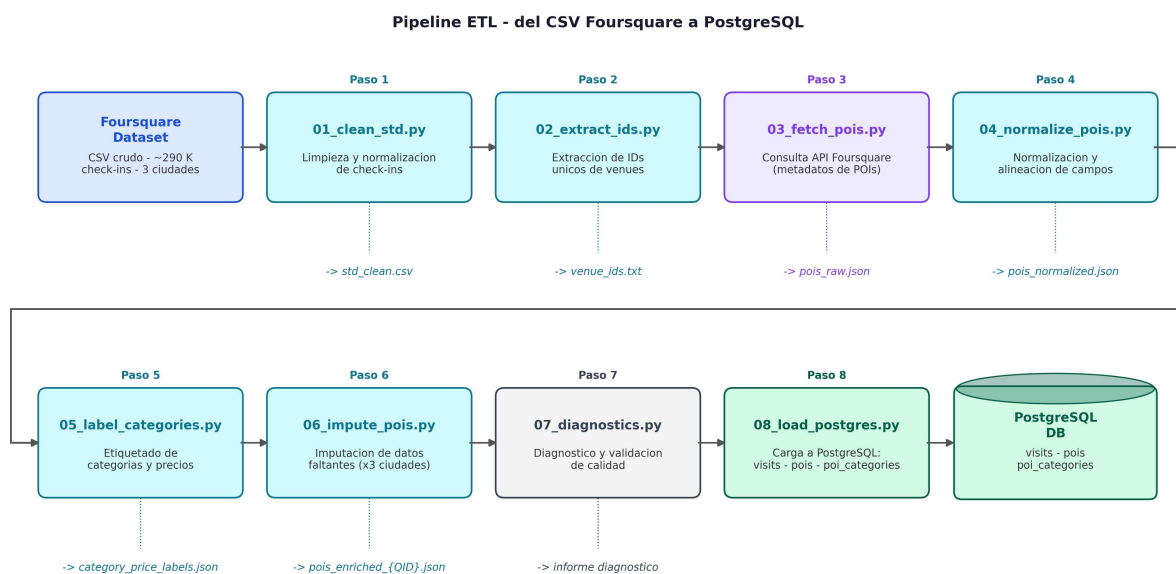 Pipeline ETL - del CSV Foursquare a PostgreSQL
Paso 1
Paso 2
Paso 3
Paso 4
Foursquare
Dataset
CSV crudo - ~290 K
check-ins - 3 ciudades
01_clean_std.py
Limpieza y normalizacion
de check-ins
02_extract_ids.py
Extraccion de IDs
unicos de venues
03_fetch_pois.py
Consulta API Foursquare
(metadatos de POIs)
04_normalize_pois.py
Normalizacion y
alineacion de campos
-> std_clean.csv
-> venue_ids.txt
-> pois_raw.json
-> pois_normalized.json
Paso 5
Paso 6
Paso 7
Paso 8
05_label_categories.py
Etiquetado de
categorias y precios
06_impute_pois.py
Imputacion de datos
faltantes (x3 ciudades)
07_diagnostics.py
Diagnostico y validacion
de calidad
08_load_postgres.py
Carga a PostgreSQL:
visits - pois - poi_categories
PostgreSQL
DB
visits - pois
poi_categories
-> category_price_labels.json
-> pois_enriched_{QID}.json
-> informe diagnostico